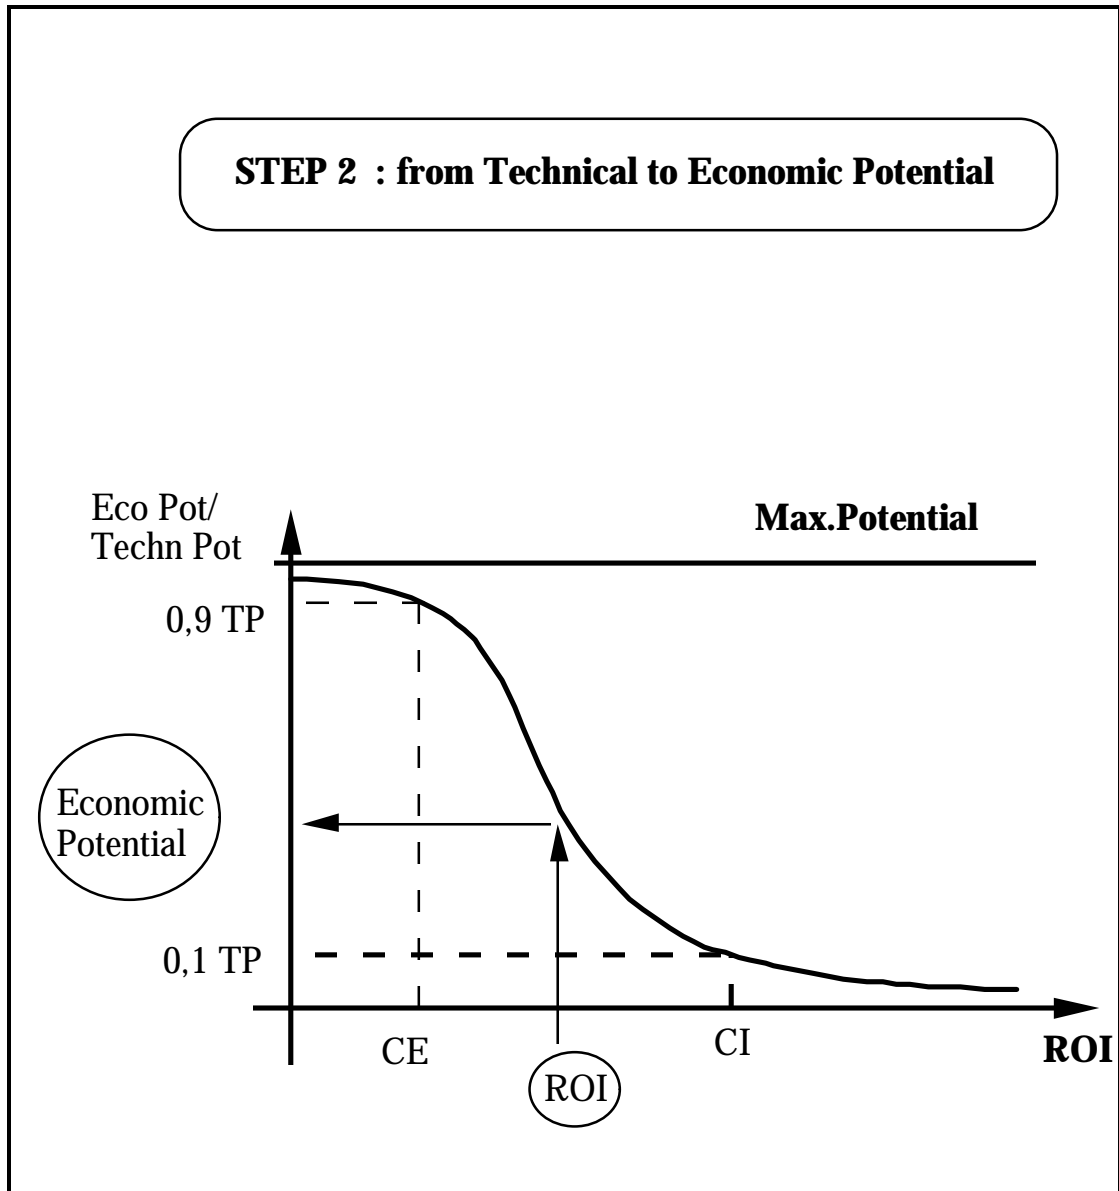 STEP 2 : from Technical to Economic Potential
Eco Pot/
Techn Pot
Max.Potential
0,9 TP
Economic
Potential
0,1 TP
CE
CI
ROI
ROI